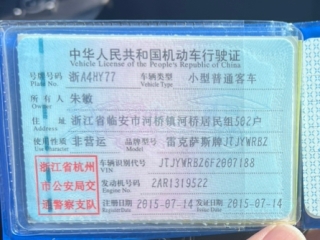 中华人民共和国机动车行驶证
Vehicle License of the People's Republic of China
号牌号码 浙A4HY77 车辆类型 小型普通客车
Plate No. Vehicle Type
所有人 朱敏
Owner
住址 浙江省临安市河桥镇河桥居民组502户
Address
使用性质 非营运 品牌型号 雷克萨斯牌JTJYWRBZ
Use Character Model
浙江省杭州
市公安局交
通警察支队
车辆识别代号 JTJYWRBZ6F2007188
VIN
发动机号码 2AR1319522
Engine No.
注册日期 2015-07-14 发证日期 2015-07-14
Register Date Issue Date